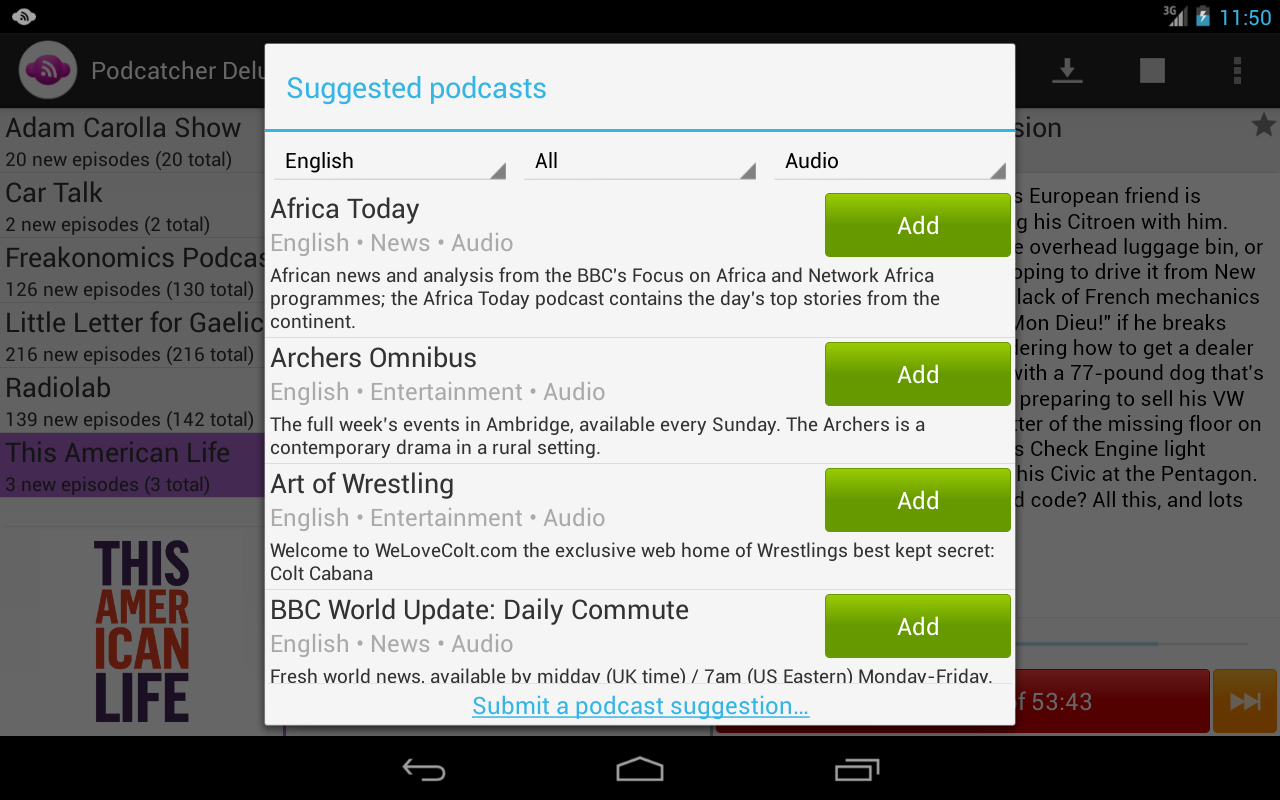 3G 11:50
Podcatcher Delu
Suggested podcasts
English
All
Audio
Africa Today
Add
English • News • Audio
African news and analysis from the BBC's Focus on Africa and Network Africa
programmes; the Africa Today podcast contains the day's top stories from the
continent.
Archers Omnibus
Add
English • Entertainment • Audio
The full week's events in Ambridge, available every Sunday. The Archers is a
contemporary drama in a rural setting.
Art of Wrestling
Add
English • Entertainment • Audio
Welcome to WeLoveColt.com the exclusive web home of Wrestlings best kept secret:
Colt Cabana
BBC World Update: Daily Commute
Add
English • News • Audio
Fresh world news, available by midday (UK time) / 7am (US Eastern) Monday-Friday.
Submit a podcast suggestion...
Adam Carolla Show
20 new episodes (20 total)
Car Talk
2 new episodes (2 total)
Freakonomics Podcas
126 new episodes (130 total)
Little Letter for Gaelic
216 new episodes (216 total)
Radiolab
139 new episodes (142 total)
This American Life
3 new episodes (3 total)
THIS
AMER
ICAN
LIFE
sion
s European friend is
g his Citroen with him.
e overhead luggage bin, or
oping to drive it from New
lack of French mechanics
Mon Dieu!" if he breaks
dering how to get a dealer
with a 77-pound dog that's
preparing to sell his VW
tter of the missing floor on
s Check Engine light
his Civic at the Pentagon.
d code? All this, and lots
of 53:43